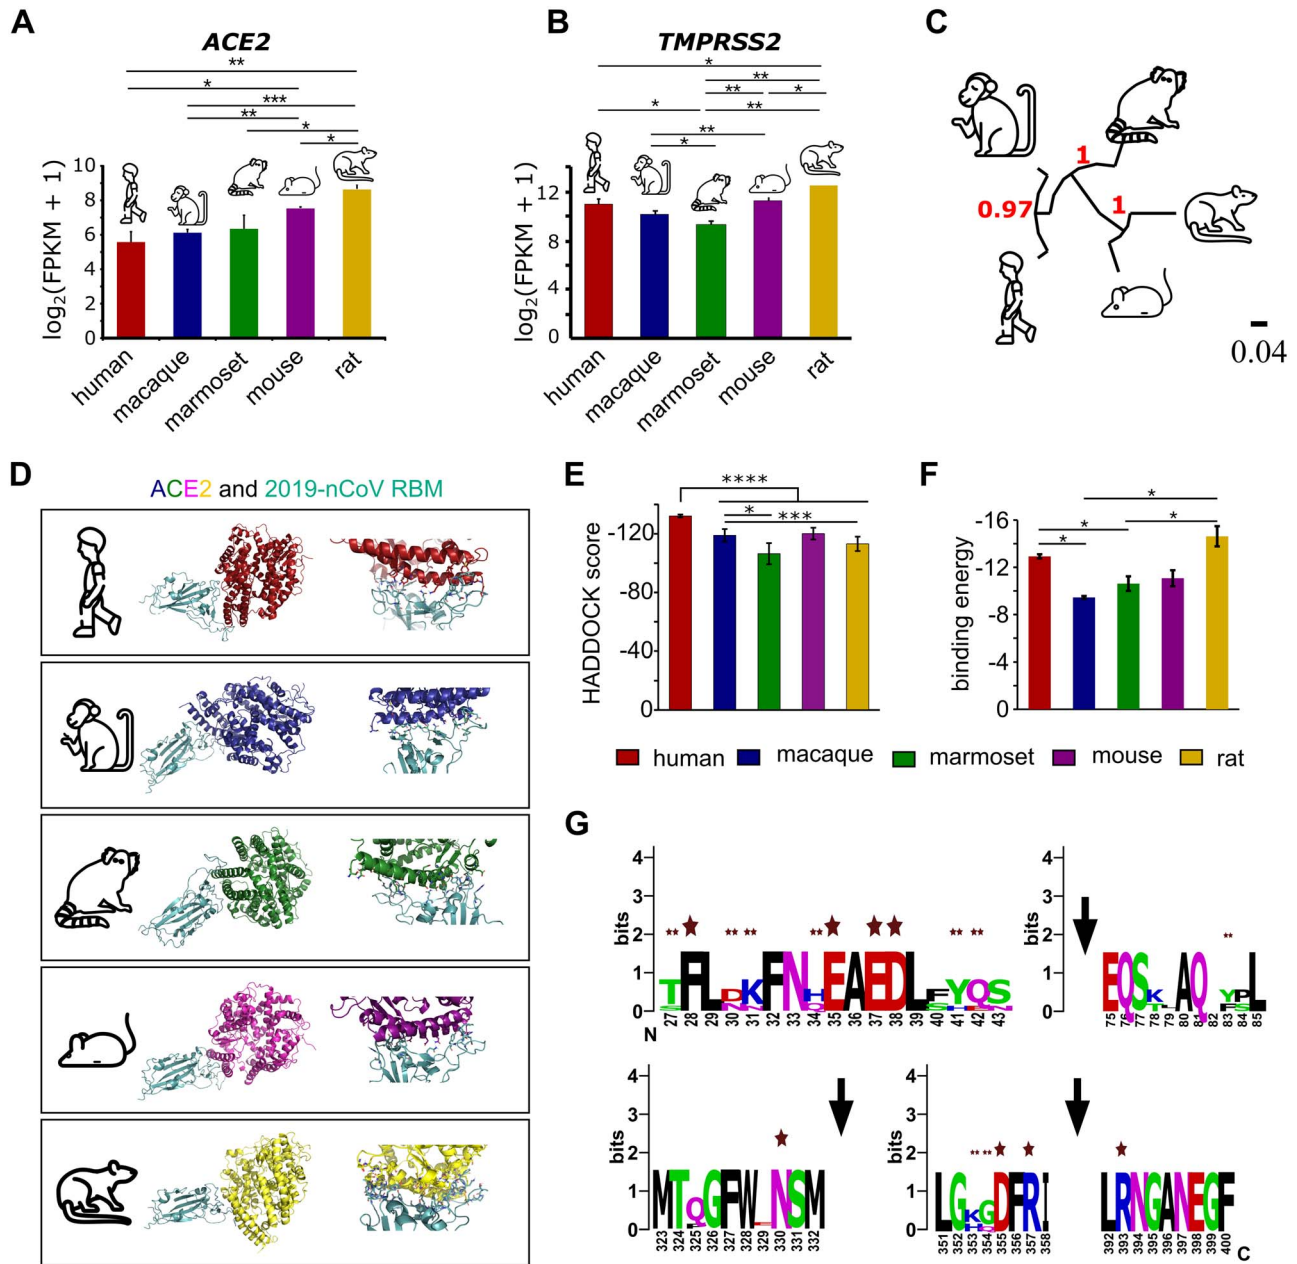 A
ACE2
**
*
***
**
*
*
log2(FPKM + 1)
10
8
6
4
2
0
human
macaque
marmoset
mouse
rat
B
TMPRSS2
*
**
**
*
*
**
**
*
log2(FPKM + 1)
12
8
4
0
human
macaque
marmoset
mouse
rat
C
1
0.97
1
0.04
D
ACE2 and 2019-nCoV RBM
E
****
*
***
HADDOCK score
-120
-80
-40
0
F
*
*
*
*
binding energy
-16
-12
-8
-4
0
human
macaque
marmoset
mouse
rat
G
bits
4
3
2
1
0
T F L D K F N H E A E D L F Y Q S
27 28 29 30 31 32 33 34 35 36 37 38 39 40 41 42 43
N
bits
4
3
2
1
0
E Q S K A Q Y P L
75 76 77 78 79 80 81 82 83 84 85
bits
4
3
2
1
0
M T Q G F W N S M
323 324 325 326 327 328 329 330 331 332
bits
4
3
2
1
0
L G K G D F R I
351 352 353 354 355 356 357 358
L R N G A N E G F
392 393 394 395 396 397 398 399 400
C